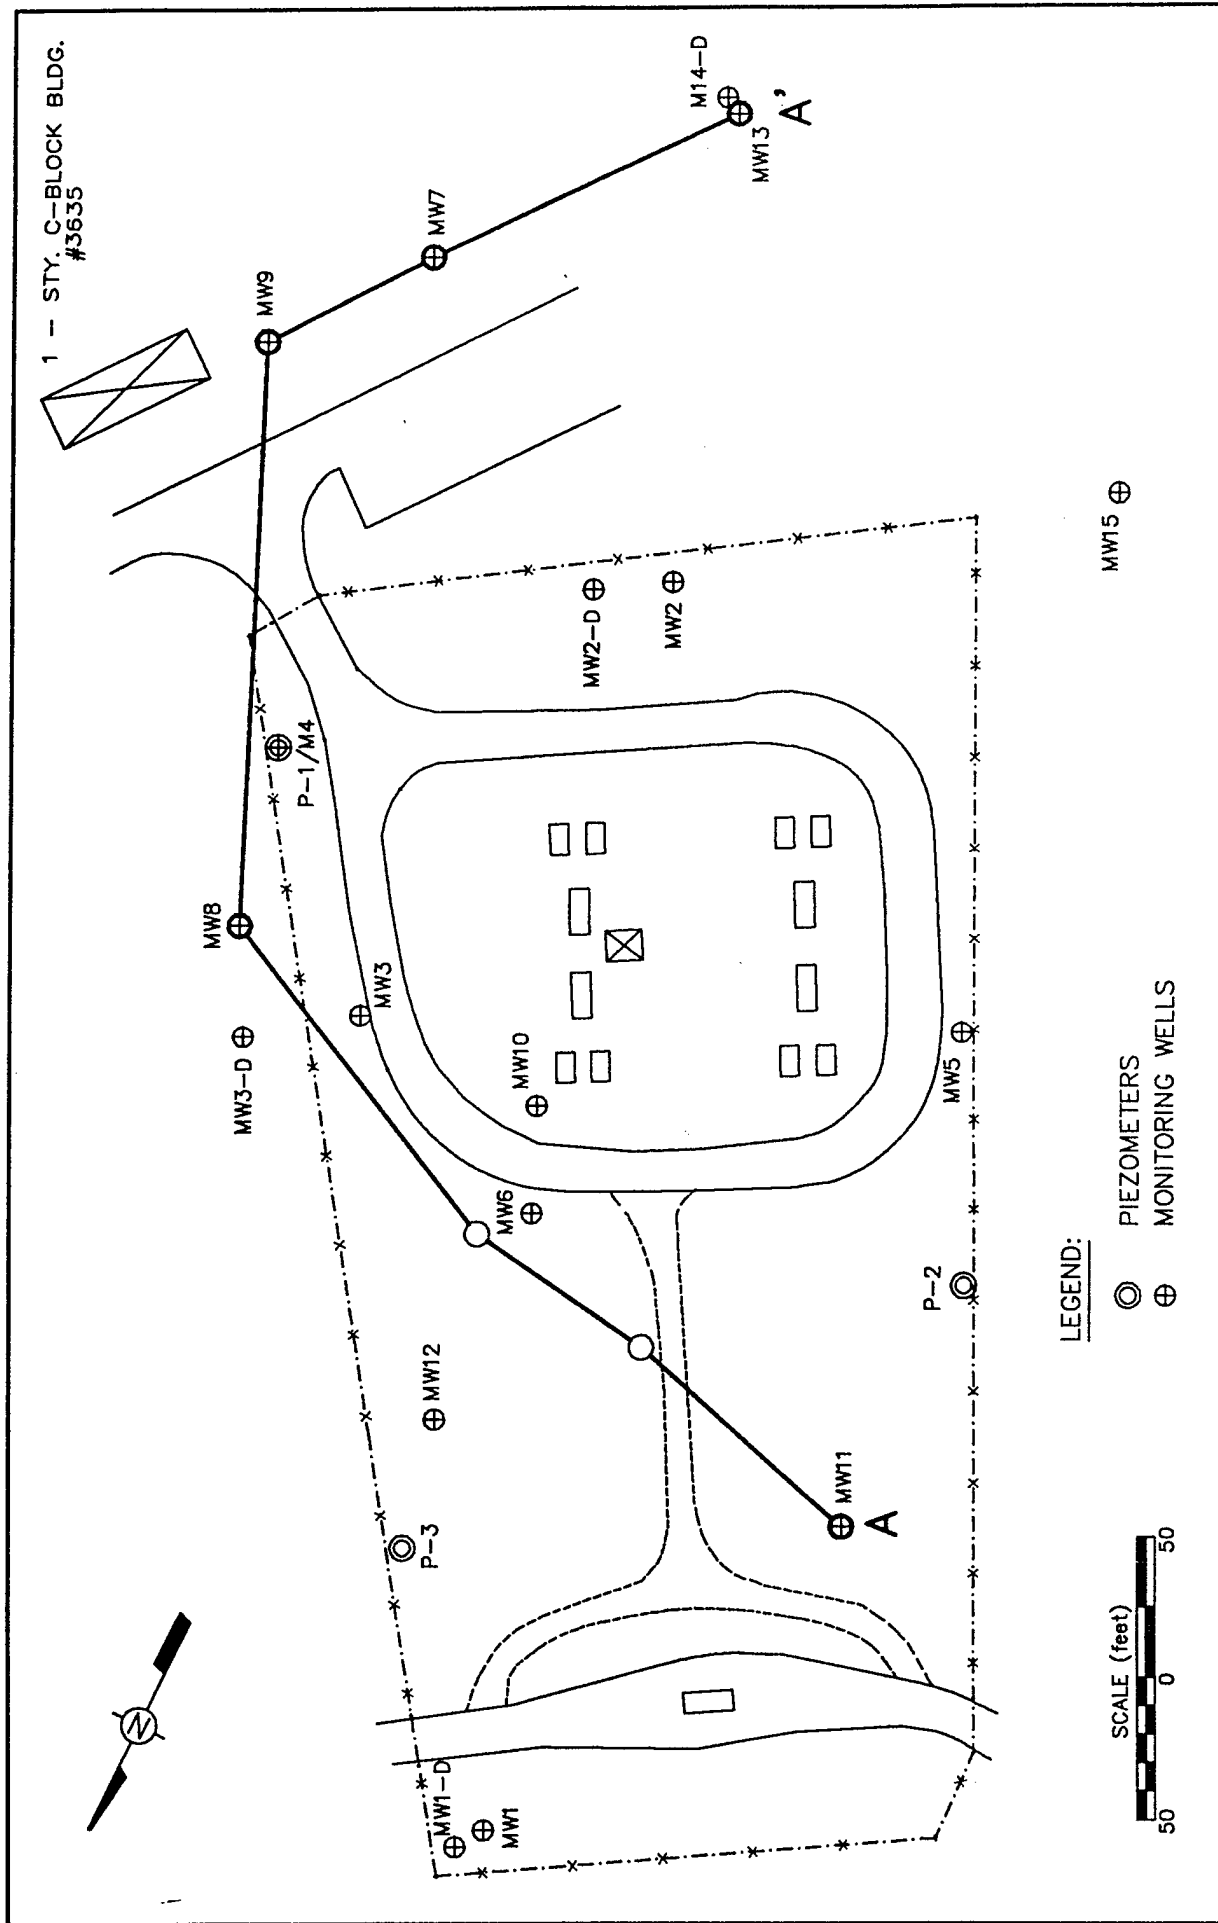 1 -- STY. C-BLOCK BLDG.
#3635
M14-D
MW13
A'
MW7
MW9
MW15
MW2-D
MW2
P-1/M4
MW8
MW3
MW3-D
MW10
MW5
MW6
P-2
MW12
MW11
A
P-3
MW1-D
MW1
N
LEGEND:
PIEZOMETERS
MONITORING WELLS
SCALE (feet)
50 0 50